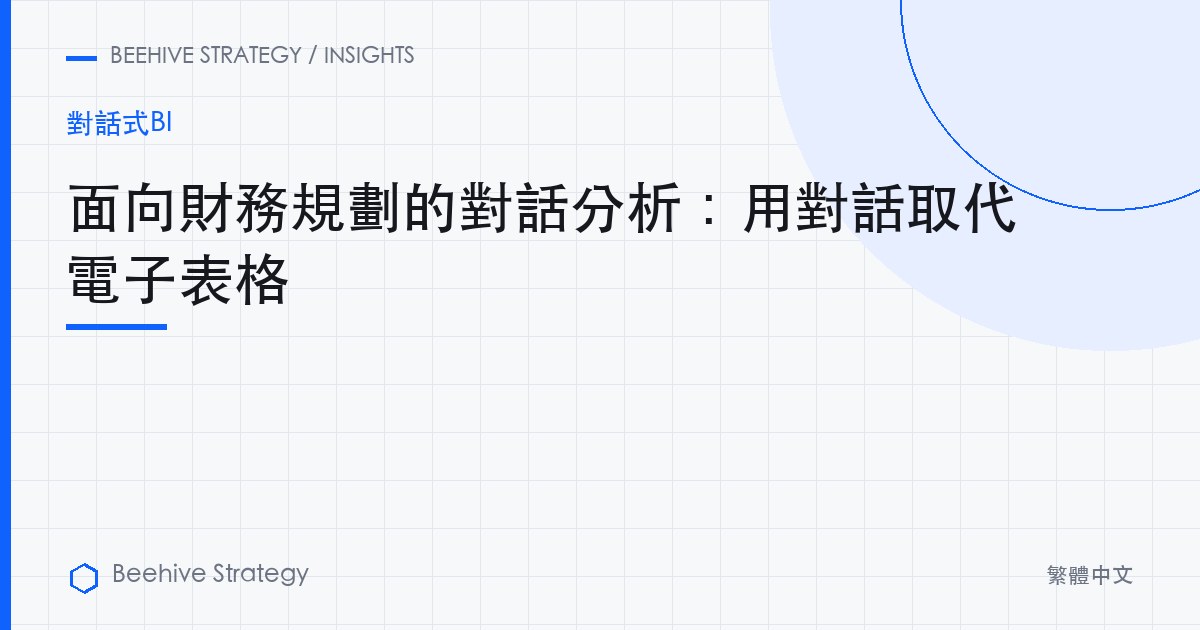 BEEHIVE STRATEGY / INSIGHTS
對話式BI
面向財務規劃的對話分析：用對話取代
電子表格
Beehive Strategy
繁體中文